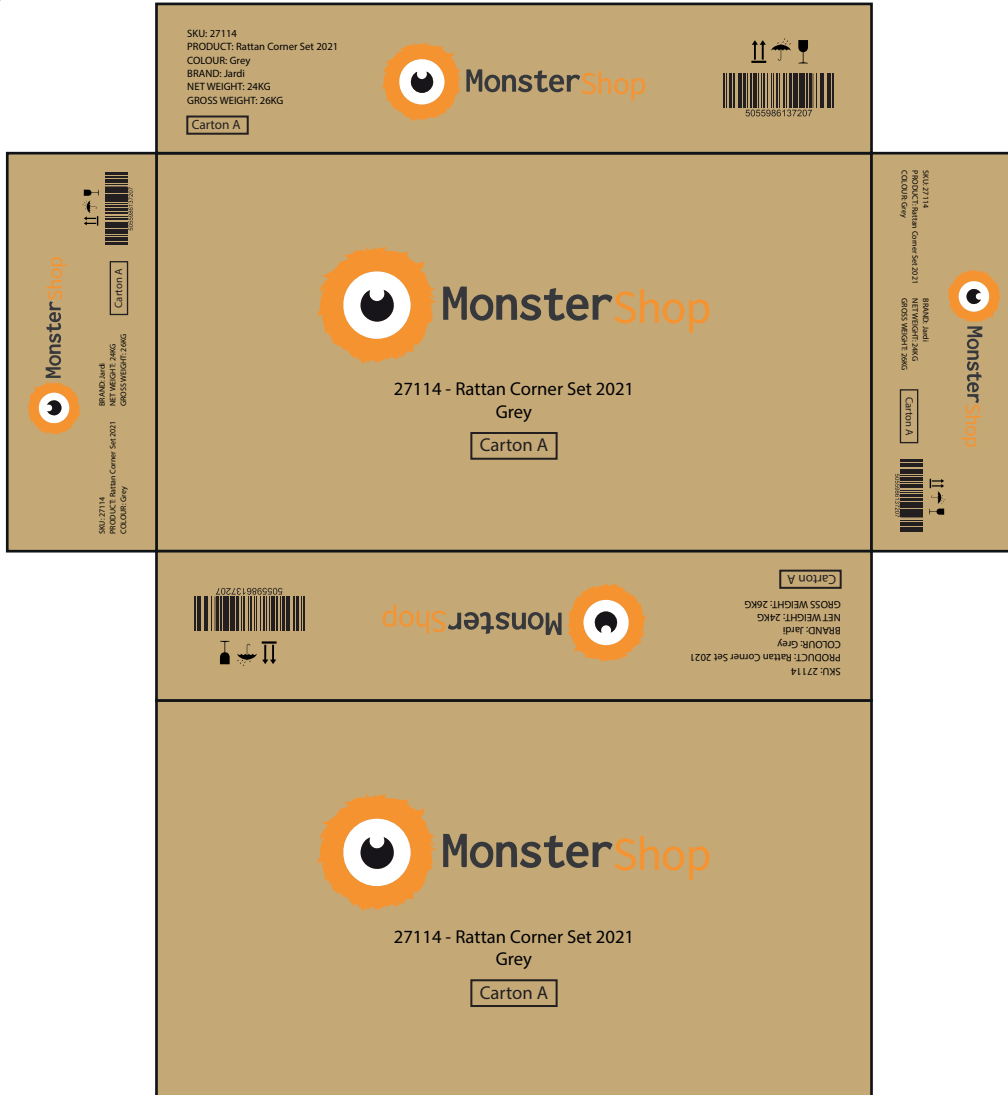 SKU: 27114
PRODUCT: Rattan Corner Set 2021
COLOUR: Grey
BRAND: Jardi
NET WEIGHT: 24KG
GROSS WEIGHT: 26KG
Carton A
MonsterShop
5055986137207
SKU: 27114
PRODUCT: Rattan Corner Set 2021
COLOUR: Grey
BRAND: Jardi
NET WEIGHT: 24KG
GROSS WEIGHT: 26KG
Carton A
5055986137207
MonsterShop
MonsterShop
27114 - Rattan Corner Set 2021
Grey
Carton A
SKU: 27114
PRODUCT: Rattan Corner Set 2021
COLOUR: Grey
BRAND: Jardi
NET WEIGHT: 24KG
GROSS WEIGHT: 26KG
Carton A
5055986137207
MonsterShop
SKU: 27114
PRODUCT: Rattan Corner Set 2021
COLOUR: Grey
BRAND: Jardi
NET WEIGHT: 24KG
GROSS WEIGHT: 26KG
Carton A
MonsterShop
5055986137207
MonsterShop
27114 - Rattan Corner Set 2021
Grey
Carton A